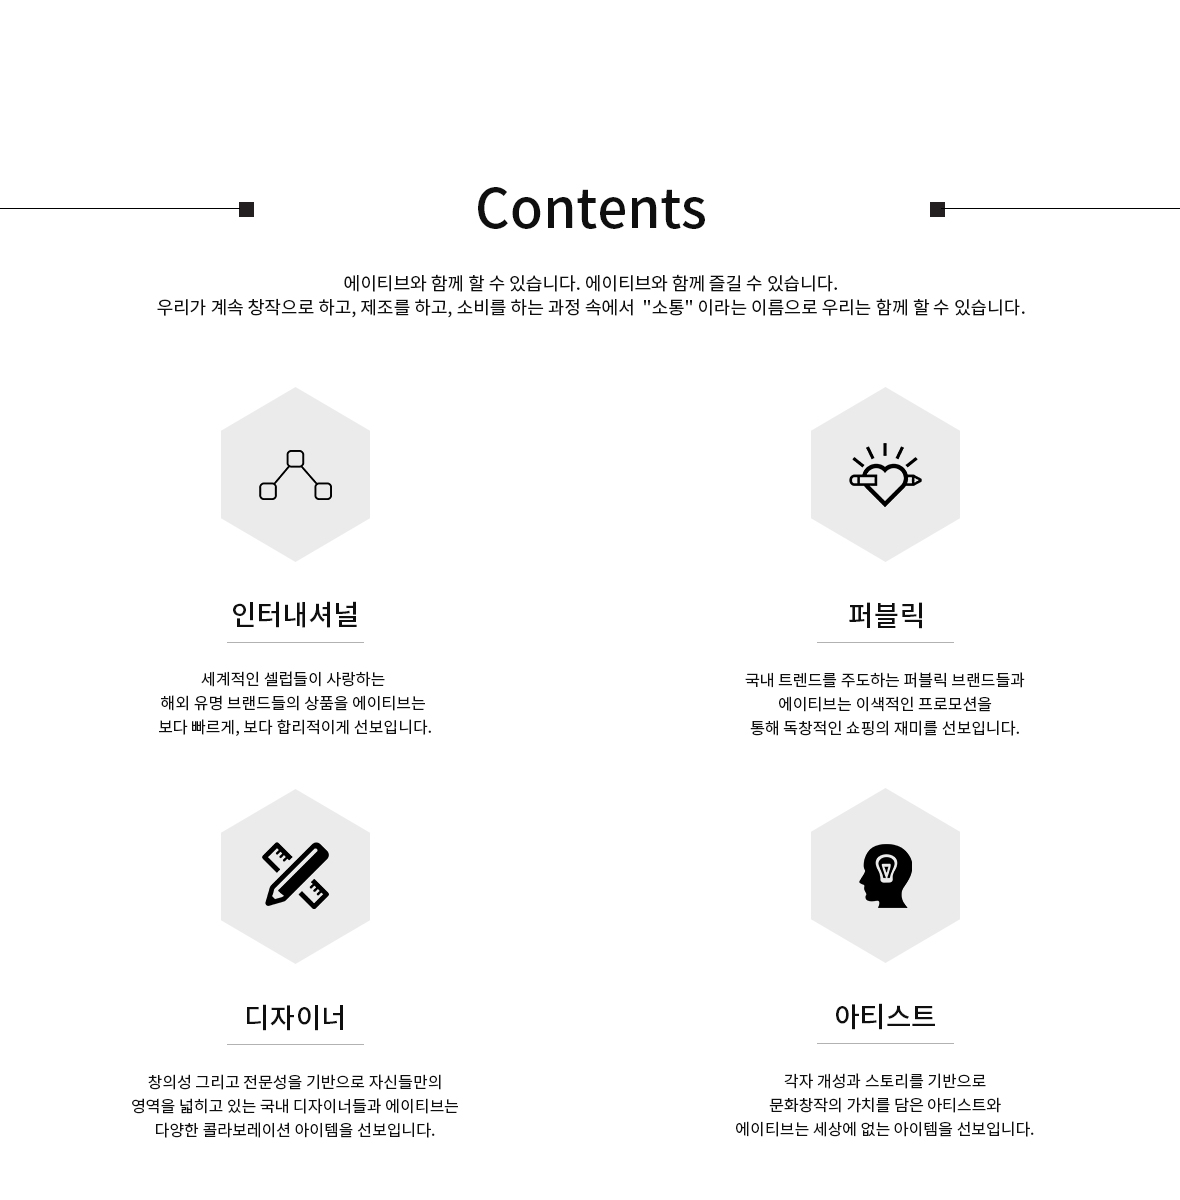 Contents
에이티브와 함께 할 수 있습니다. 에이티브와 함께 즐길 수 있습니다.
우리가 계속 창작으로 하고, 제조를 하고, 소비를 하는 과정 속에서 "소통" 이라는 이름으로 우리는 함께 할 수 있습니다.
인터내셔널
세계적인 셀럽들이 사랑하는
해외 유명 브랜드들의 상품을 에이티브는
보다 빠르게, 보다 합리적이게 선보입니다.
퍼블릭
국내 트렌드를 주도하는 퍼블릭 브랜드들과
에이티브는 이색적인 프로모션을
통해 독창적인 쇼핑의 재미를 선보입니다.
디자이너
창의성 그리고 전문성을 기반으로 자신들만의
영역을 넓히고 있는 국내 디자이너들과 에이티브는
다양한 콜라보레이션 아이템을 선보입니다.
아티스트
각자 개성과 스토리를 기반으로
문화창작의 가치를 담은 아티스트와
에이티브는 세상에 없는 아이템을 선보입니다.